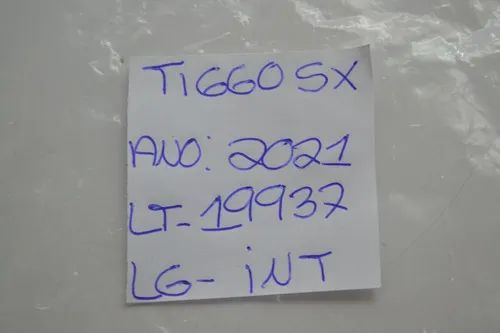 TIGGO 5X
ANO: 2021
LT-19937
LG- iNT